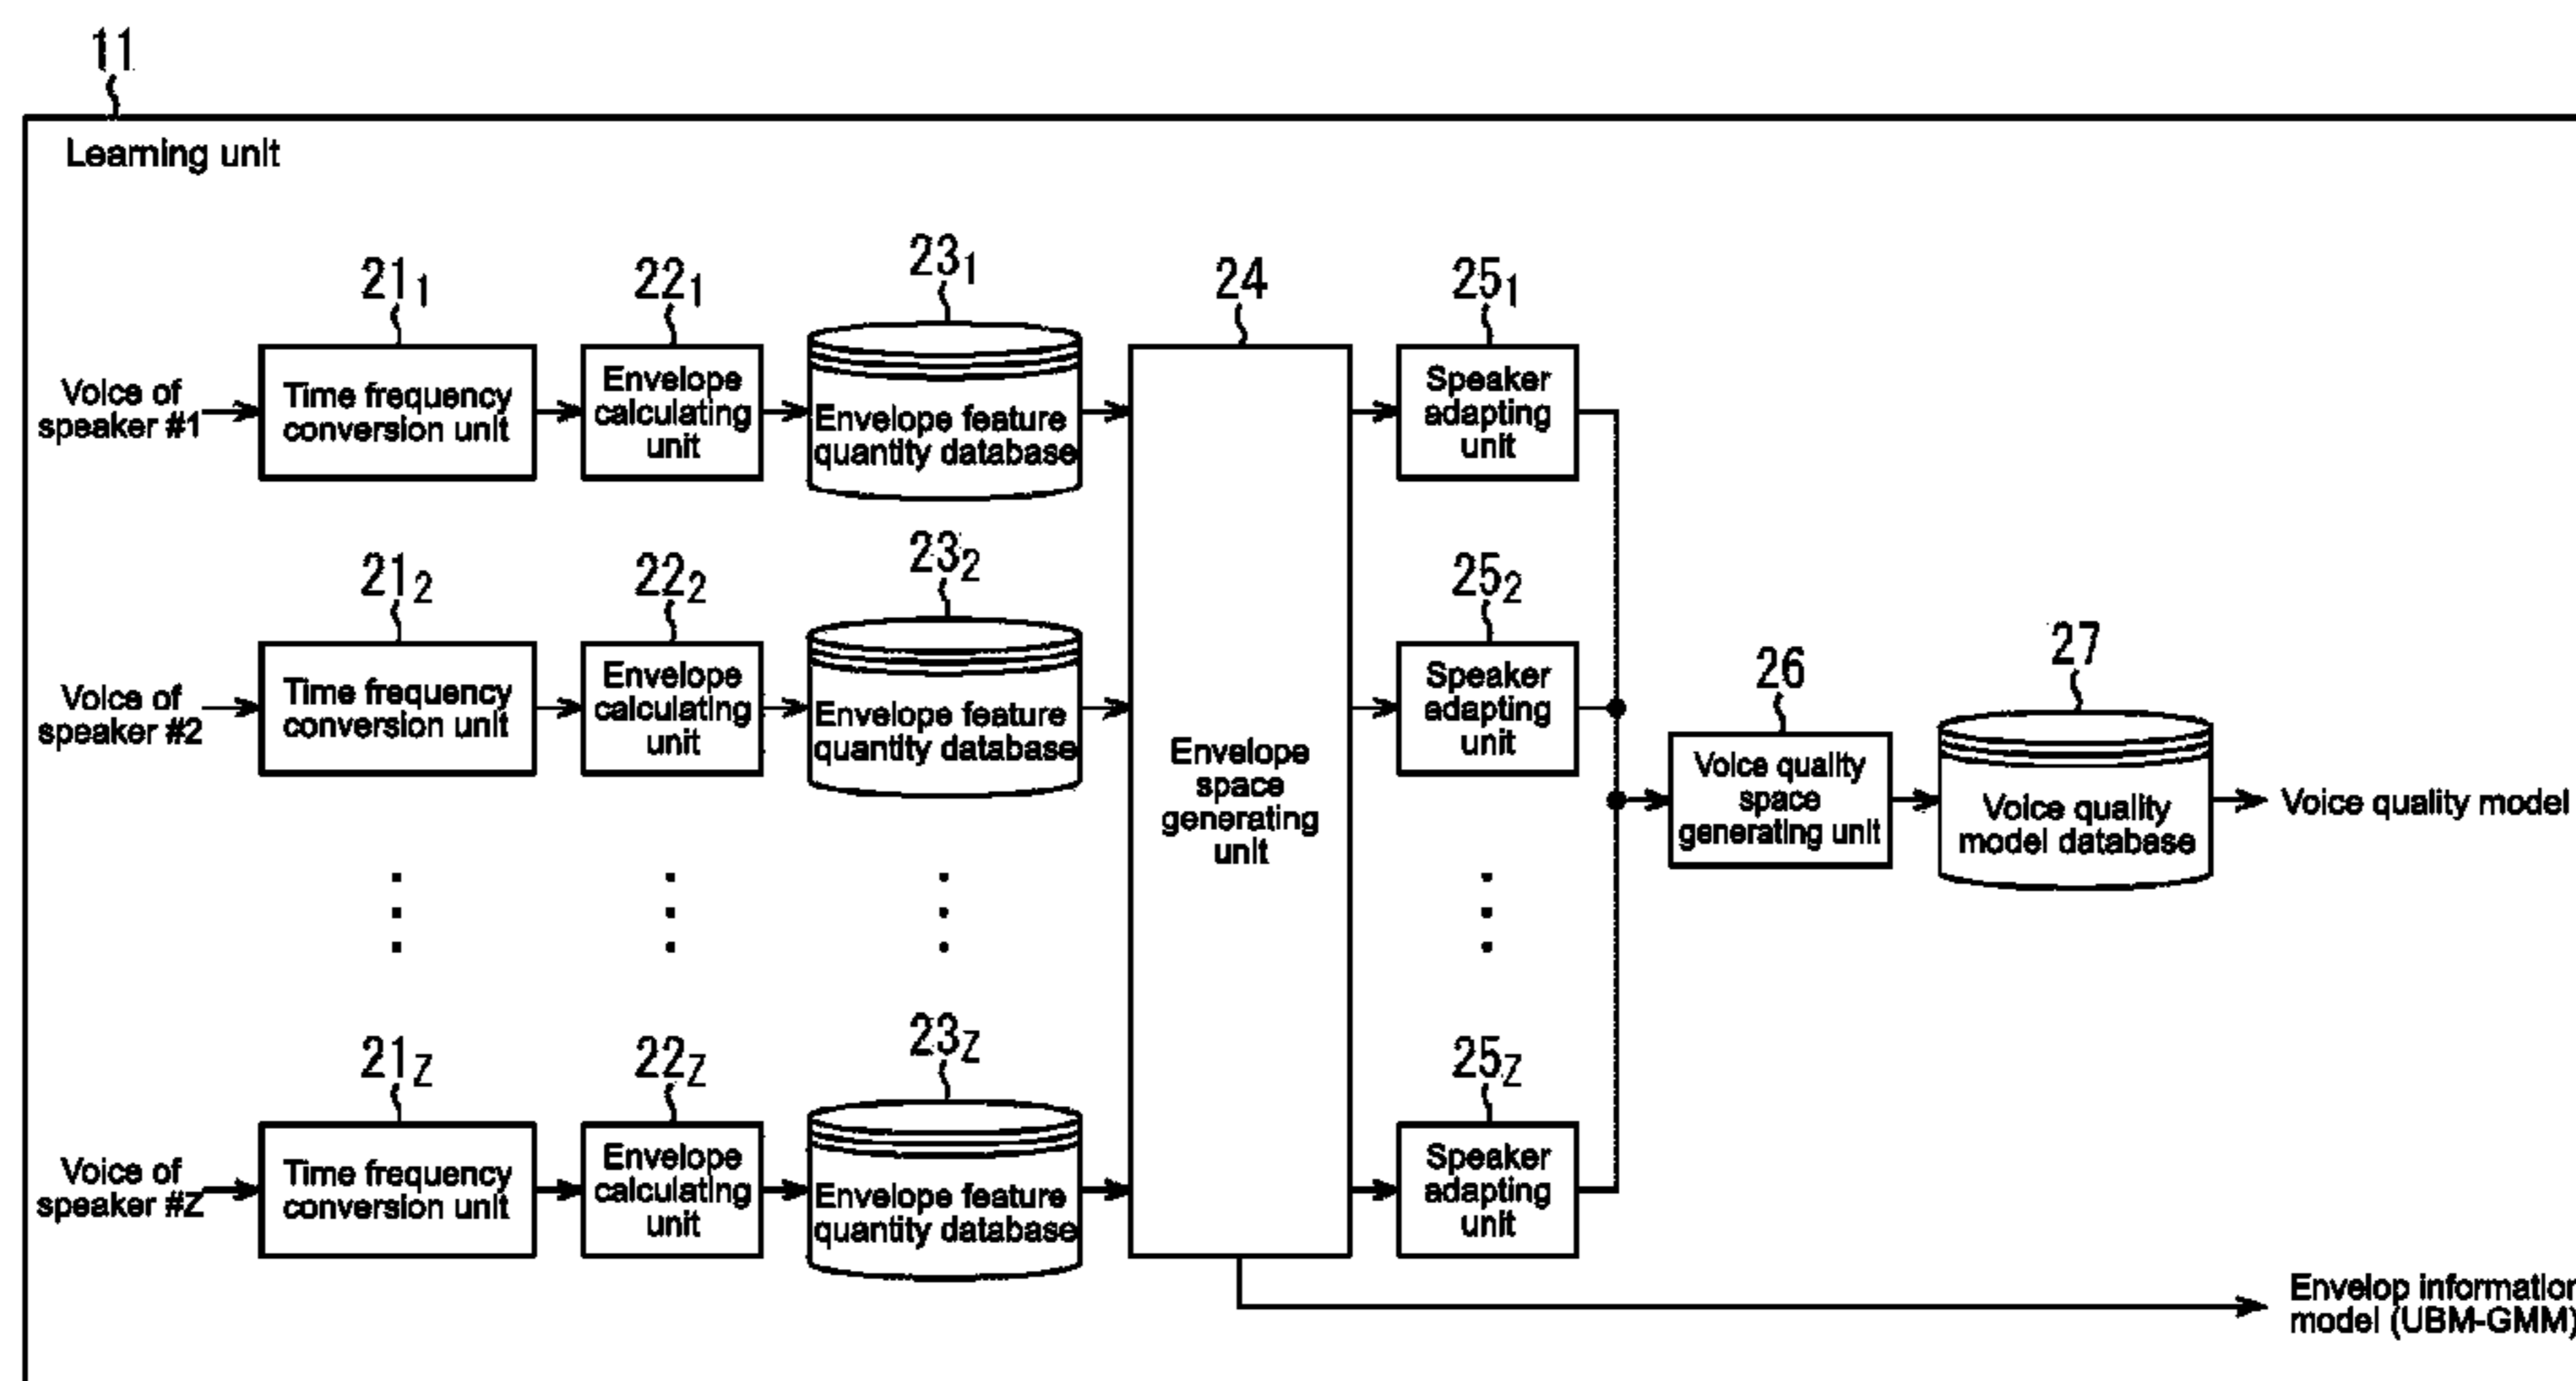 11
Learning unit
21₁
22₁
23₁
24
25₁
Voice of
speaker #1
Time frequency
conversion unit
Envelope
calculating
unit
Envelope feature
quantity database
Speaker
adapting
unit
21₂
22₂
23₂
25₂
Voice of
speaker #2
Time frequency
conversion unit
Envelope
calculating
unit
Envelope feature
quantity database
Envelope
space
generating
unit
Speaker
adapting
unit
26
27
Voice quality
space
generating unit
Voice quality
model database
Voice quality model
21Z
22Z
23Z
25Z
Voice of
speaker #Z
Time frequency
conversion unit
Envelope
calculating
unit
Envelope feature
quantity database
Speaker
adapting
unit
Envelop information
model (UBM-GMM)